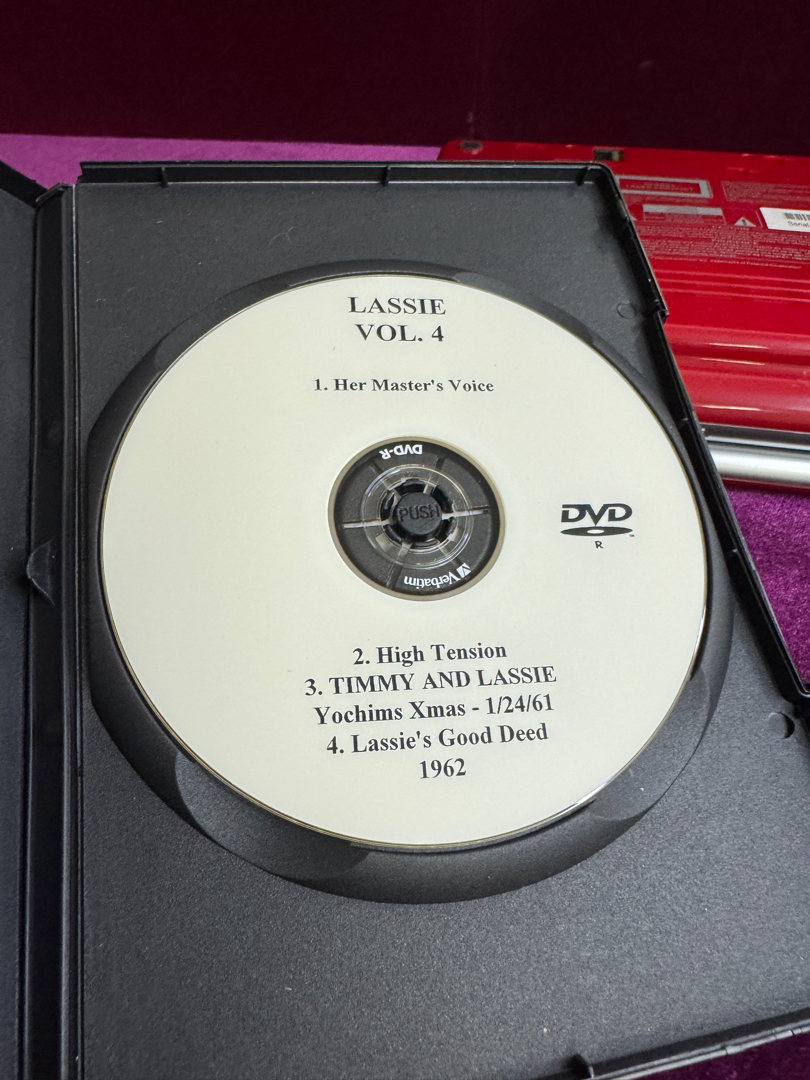 LASSIE
VOL. 4
1. Her Master's Voice
DVD-R
PUSH
Verbatim
DVD
R
2. High Tension
3. TIMMY AND LASSIE
Yochims Xmas - 1/24/61
4. Lassie's Good Deed
1962